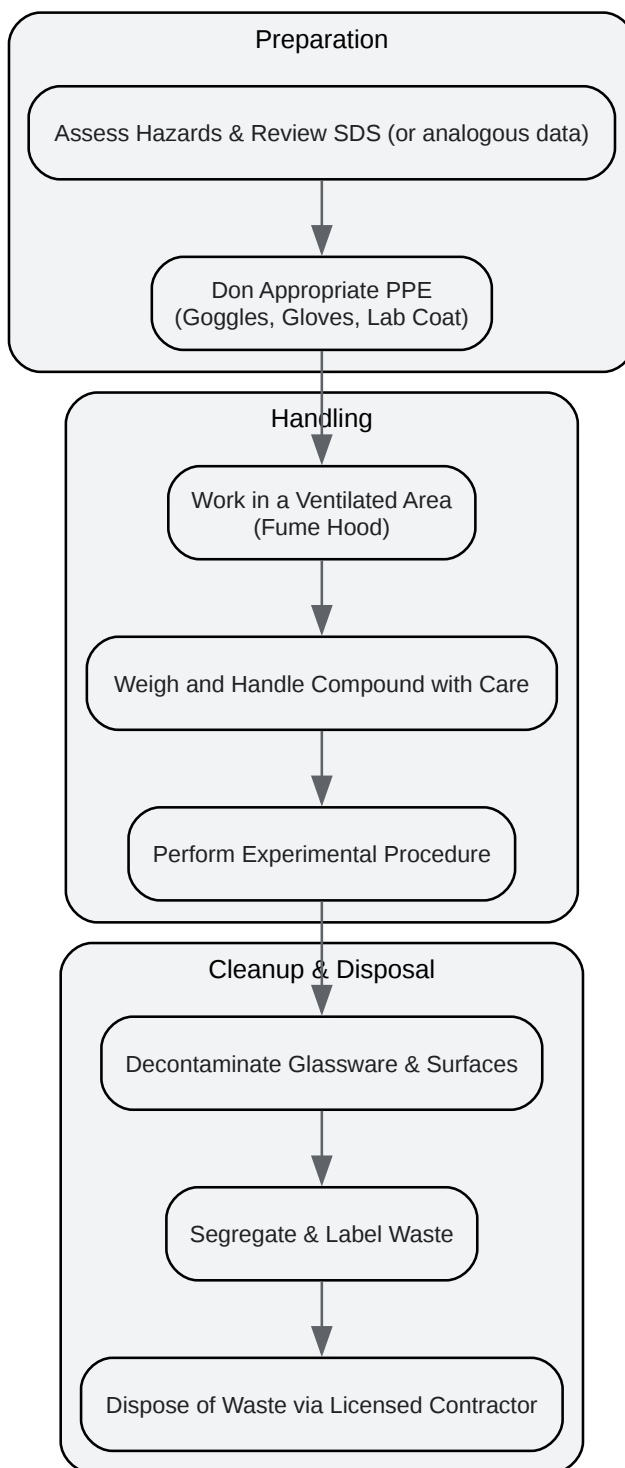 Preparation
Assess Hazards & Review SDS (or analogous data)
Don Appropriate PPE
(Goggles, Gloves, Lab Coat)
Handling
Work in a Ventilated Area
(Fume Hood)
Weigh and Handle Compound with Care
Perform Experimental Procedure
Cleanup & Disposal
Decontaminate Glassware & Surfaces
Segregate & Label Waste
Dispose of Waste via Licensed Contractor